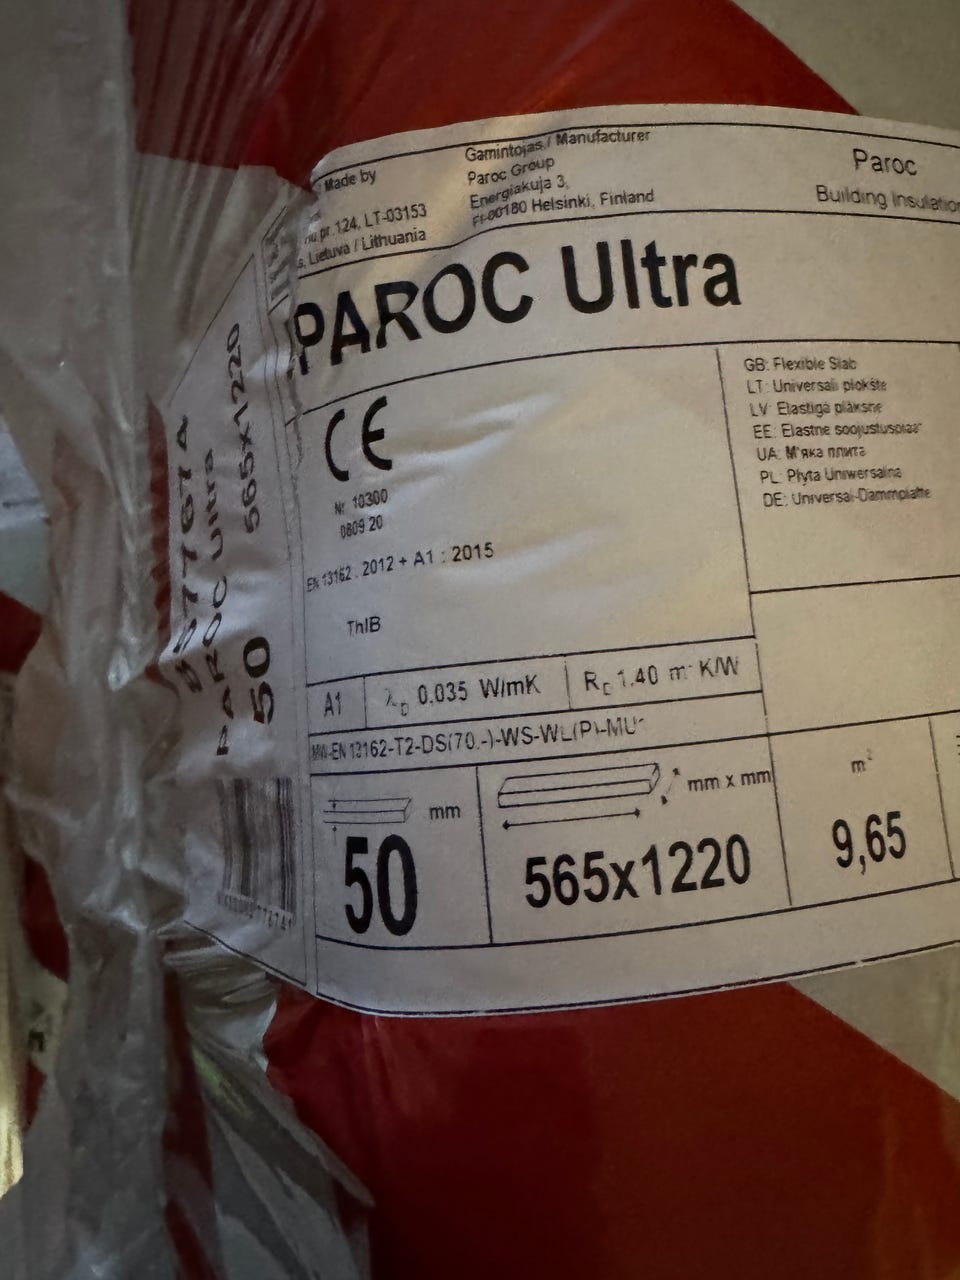 Made by
pr.124, LT-03153
Lietuva / Lithuania
Gamintojas / Manufacturer
Paroc Group
Energiakuja 3,
FI-00180 Helsinki, Finland
Paroc
Building Insulation
PAROC Ultra
CE
Nr 10300
0809 20
EN 13162 : 2012 + A1 : 2015
ThIB
GB: Flexible Slab
LT: Universali plokštė
LV: Elastīgā plāksne
EE: Elastne soojustusplaat
UA: М'яка плита
PL: Płyta Uniwersalna
DE: Universal-Dämmplatte
A1
λD 0,035 W/mK
RD 1.40 m² K/W
MW-EN 13162-T2-DS(70,-)-WS-WL(P)-MU1
mm
50
mm x mm
565x1220
m²
9,65
PAROC Ultra
50 565x1220